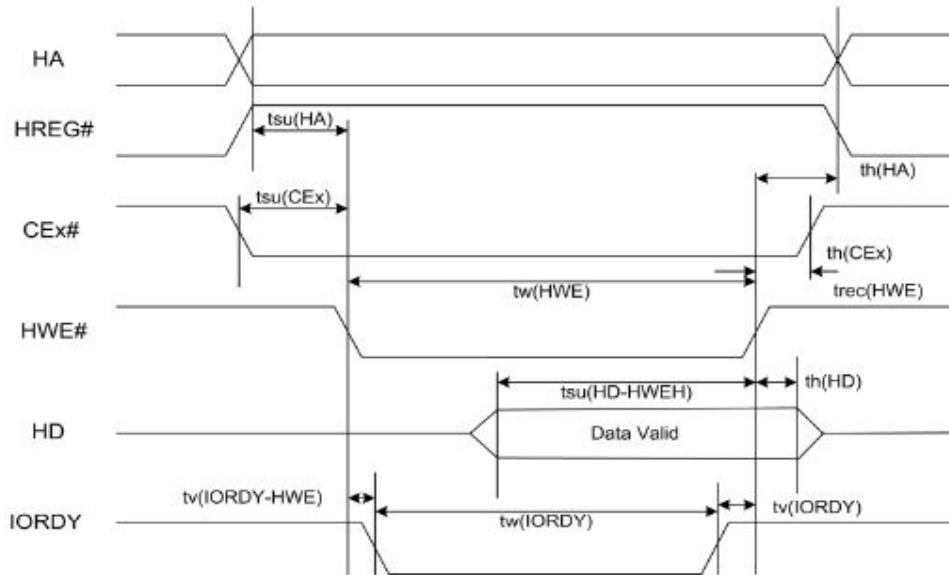 HA
HREG#
tsu(HA)
th(HA)
tsu(CEx)
CEx#
th(CEx)
tw(HWE)
trec(HWE)
HWE#
tsu(HD-HWEH)
th(HD)
HD
Data Valid
tv(IORDY-HWE)
tw(IORDY)
tv(IORDY)
IORDY